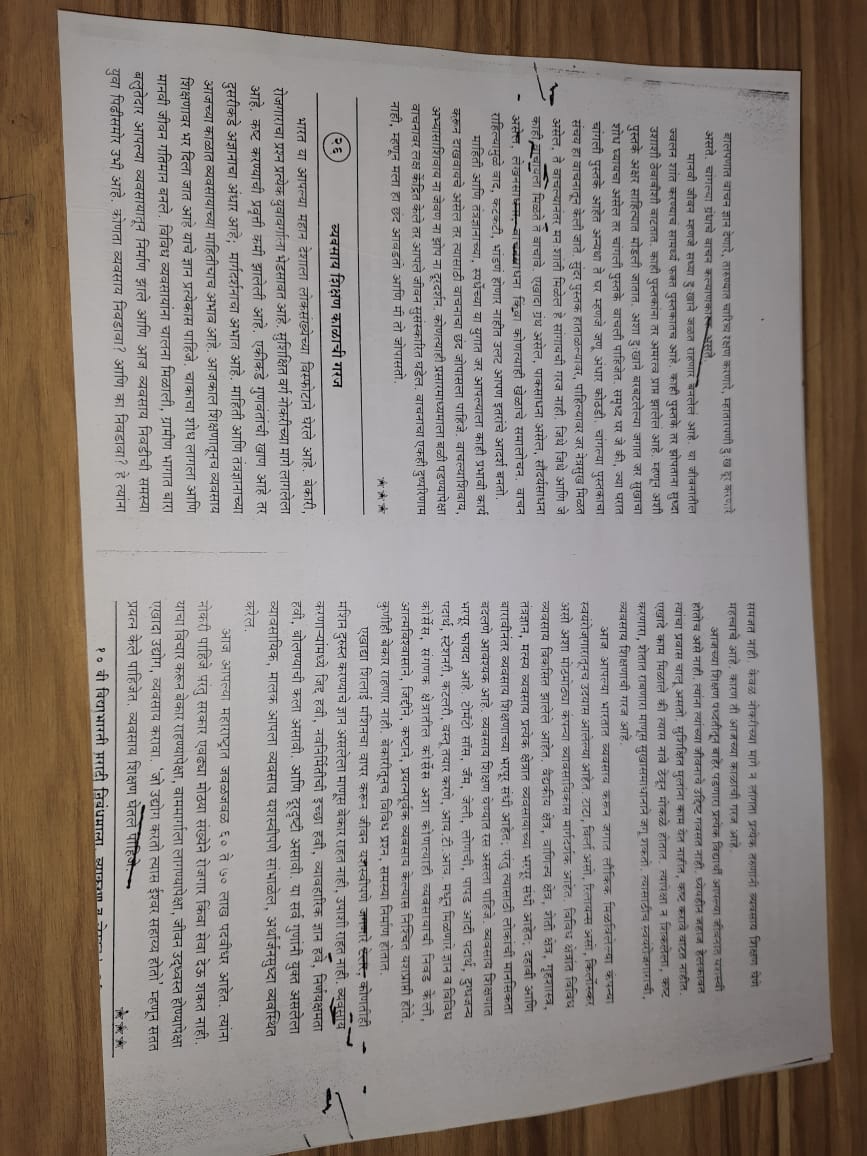 बालपणात वाचन ज्ञान देणारे, तारुण्यात चारित्र्य रक्षण करणारे, म्हातारपणी दुःख दूर करणारे
असते. चांगल्या ग्रंथाचे वाचन कल्याणकारक असते.
मानवी जीवन म्हणजे सध्या दुःखाने जळत राहणारं बनलेलं आहे. या जीवनातील
ज्वलन शांत करण्याचं सामर्थ्य फक्त पुस्तकातच आहे. काही पुस्तके तर झोपताना सुध्दा
उशाशी ठेवावीशी वाटतात. काही पुस्तकांना तर अमरत्व प्राप्त झालेलं आहे. म्हणून अशी
पुस्तके अक्षर साहित्यात मोडली जातात. अशा दुःखाने बरबटलेल्या जगात जर सुखाचा
शोध घ्यायचा असेल तर चांगली पुस्तके वाचली पाहिजेत. समृध्द घर जे की, ज्या घरात
चांगली पुस्तके आहेत अन्यथा ते घर म्हणजे जणू अंधार कोठडी. चांगल्या पुस्तकाचा
संचय हा वाचनातून केली जाते. सुंदर पुस्तक हाताळल्यावर, पाहिल्यावर जर नेत्रसुख मिळत
असेल, ते वाचल्यानंतर मनःशांती मिळेल हे सांगायची गरज नाही. जिथे जिथे आणि जे
काही वाचायला मिळते ते वाचावे. एखादा ग्रंथ असेल, पाकसाधना असेल, सौंदर्यसाधना
असेल, लेखनसाधना, वाचनसाधना किंवा कोणत्याही खेळाचे समालोचन. वाचन
राहिल्यामुळे वाद, कटकटी, भांडणं होणार नाहीत उलट आपण इतरांचे आदर्श बनतो.
माहिती आणि तंत्रज्ञानाच्या, स्पर्धेच्या या युगात जर आपल्याला काही प्रभावी कार्य
करून दाखवायचे असेल तर त्यासाठी वाचनाचा छंद जोपासला पाहिजे. वाचल्याशिवाय,
अभ्यासाशिवाय ना जेवण ना झोप ना दूरदर्शन. कोणत्याही प्रसारमाध्यमाला बळी पडण्यापेक्षा
वाचनावर लक्ष केंद्रित केले तर आपले जीवन सुसंस्कारित घडेल. वाचनाचा एकही दुष्परिणाम
नाही, म्हणून मला हा छंद आवडतो आणि मी तो जोपासतो.
★★★
२६ व्यवसाय शिक्षण काळाची गरज
भारत या आपल्या महान देशाला लोकसंख्येच्या विस्फोटाने घेरले आहे. बेकारी,
रोजगाराचा प्रश्न प्रत्येक युवावर्गाला भेडसावत आहे. सुशिक्षित वर्ग नोकरीच्या मागे लागलेला
आहे. कष्ट करण्याची प्रवृत्ती कमी झालेली आहे. एकीकडे गुणवंतांची खाण आहे तर
दुसरीकडे अज्ञानाचा अंधार आहे; मार्गदर्शनाचा अभाव आहे. माहिती आणि तंत्रज्ञानाच्या
आजच्या काळात व्यवसायाच्या माहितीचाच अभाव आहे. आजकाल शिक्षणातूनच व्यवसाय
शिक्षणावर भर दिला जात आहे याचे ज्ञान प्रत्येकास पाहिजे. चाकाचा शोध लागला आणि
मानवी जीवन गतिमान बनले. विविध व्यवसायांना चालना मिळाली, ग्रामीण भागात बारा
बलुतेदार आपल्या व्यवसायातून निर्माण झाले आणि आज व्यवसाय निवडीची समस्या
युवा पिढीसमोर उभी आहे. कोणता व्यवसाय निवडावा? आणि का निवडावा? हे त्यांना
समजत नाही. केवळ नोकरीच्या मागे न लागता प्रत्येक तरुणांनी व्यवसाय शिक्षण घेणे
महत्त्वाचे आहे. कारण ती आजच्या काळाची गरज आहे.
आजच्या शिक्षण पध्दतीतून बाहेर पडणारा प्रत्येक विद्यार्थी आपल्या जीवनात यशस्वी
होतोच असे नाही. त्यांना त्यांच्या जीवनाचे उद्दिष्ट गवसत नाही. ध्येयहीन जहाज हेलकावत
त्यांचा प्रवास चालू असतो. सुशिक्षित मुलांना काम येत नाहीत, कष्ट करावे वाटत नाहीत.
एखादे काम मिळाले की त्यास नावे ठेवून मोकळे होतात. त्यापेक्षा न शिकलेला, कष्ट
करणारा, शेतात राबणारा माणूस सुखासमाधानाने जगू शकतो. त्यासाठीच स्वयंरोजगाराची,
व्यवसाय शिक्षणाची गरज आहे.
आज आपल्या भारतात व्यवसाय करून जगात लौकिक मिळविलेल्या कंपन्या
स्वयंरोजगारातूनच उदयास आलेल्या आहेत. टाटा, बिर्ला असो, रिलायन्स असो, किर्लोस्कर
असो अशा मोठमोठ्या कंपन्या व्यावसायिकास मार्गदर्शक आहेत. विविध क्षेत्रांत विविध
व्यवसाय विकसित झालेले आहेत. वैद्यकीय क्षेत्र, वाणिज्य क्षेत्र, शेती क्षेत्र, गृहशास्त्र,
तंत्रज्ञान, मत्स्य व्यवसाय प्रत्येक क्षेत्रात व्यवसायाच्या भरपूर संधी आहेत; दहावी आणि
बारावीनंतर व्यवसाय शिक्षणाच्या भरपूर संधी आहेत; परंतु त्यासाठी लोकांची मानसिकता
बदलणे आवश्यक आहे. व्यवसाय शिक्षण घेण्यात रस असला पाहिजे. व्यवसाय शिक्षणात
भरपूर फायदा आहे. टोमॅटो सॉस, जॅम, जेली, लोणची, पापड आदी पदार्थ, दुग्धजन्य
पदार्थ, स्टेशनरी, कटलरी, वस्तू तयार करणे, आय.टी.आय. मधून मिळणारे ज्ञान व विविध
कोर्सेस, संगणक क्षेत्रातील कोर्सेस अशा कोणत्याही व्यवसायाची निवड केली,
आत्मविश्वासाने, जिद्दीने, कष्टाने, प्रयत्नपूर्वक व्यवसाय केल्यास निश्चित यशप्राप्ती होते.
कुणीही बेकार राहणार नाही. बेकारीतूनच विविध प्रश्न, समस्या निर्माण होतात.
एखाद्या शिलाई मशिनचा वापर करून जीवन यशस्वीपणे जगणारे टेलर, कोणतीही
मशिन दुरुस्त करण्याचे ज्ञान असलेला माणूस बेकार राहत नाही, उपाशी राहत नाही. व्यवसाय
करणाऱ्यांमध्ये जिद्द हवी, नवनिर्मितीची इच्छा हवी, व्यावहारिक ज्ञान हवे, निर्णयक्षमता
हवी, बोलण्याची कला असावी. आणि दूरदृष्टी असावी. या सर्व गुणांनी युक्त असलेला
व्यावसायिक, मालक आपला व्यवसाय यशस्वीपणे सांभाळेल, अर्थार्जनसुध्दा व्यवस्थित
करेल.
आज आपल्या महाराष्ट्रात जवळजवळ ६० ते ७० लाख पदवीधर आहेत. त्यांना
नोकरी पाहिजे परंतु सरकार एवढ्या मोठया संख्येने रोजगार किंवा सेवा देऊ शकत नाही.
याचा विचार करून बेकार राहण्यापेक्षा, वाममार्गाला लागण्यापेक्षा, जीवन उद्ध्वस्त होण्यापेक्षा
एखादा उद्योग, व्यवसाय करावा. 'जो उद्योग करतो त्यास ईश्वर सहाय्य होतो' म्हणून सतत
प्रयत्न केले पाहिजेत. व्यवसाय शिक्षण घेतले पाहिजे.
★★★
१० वी विद्याभारती मराठी निबंधमाला, व्याकरण व